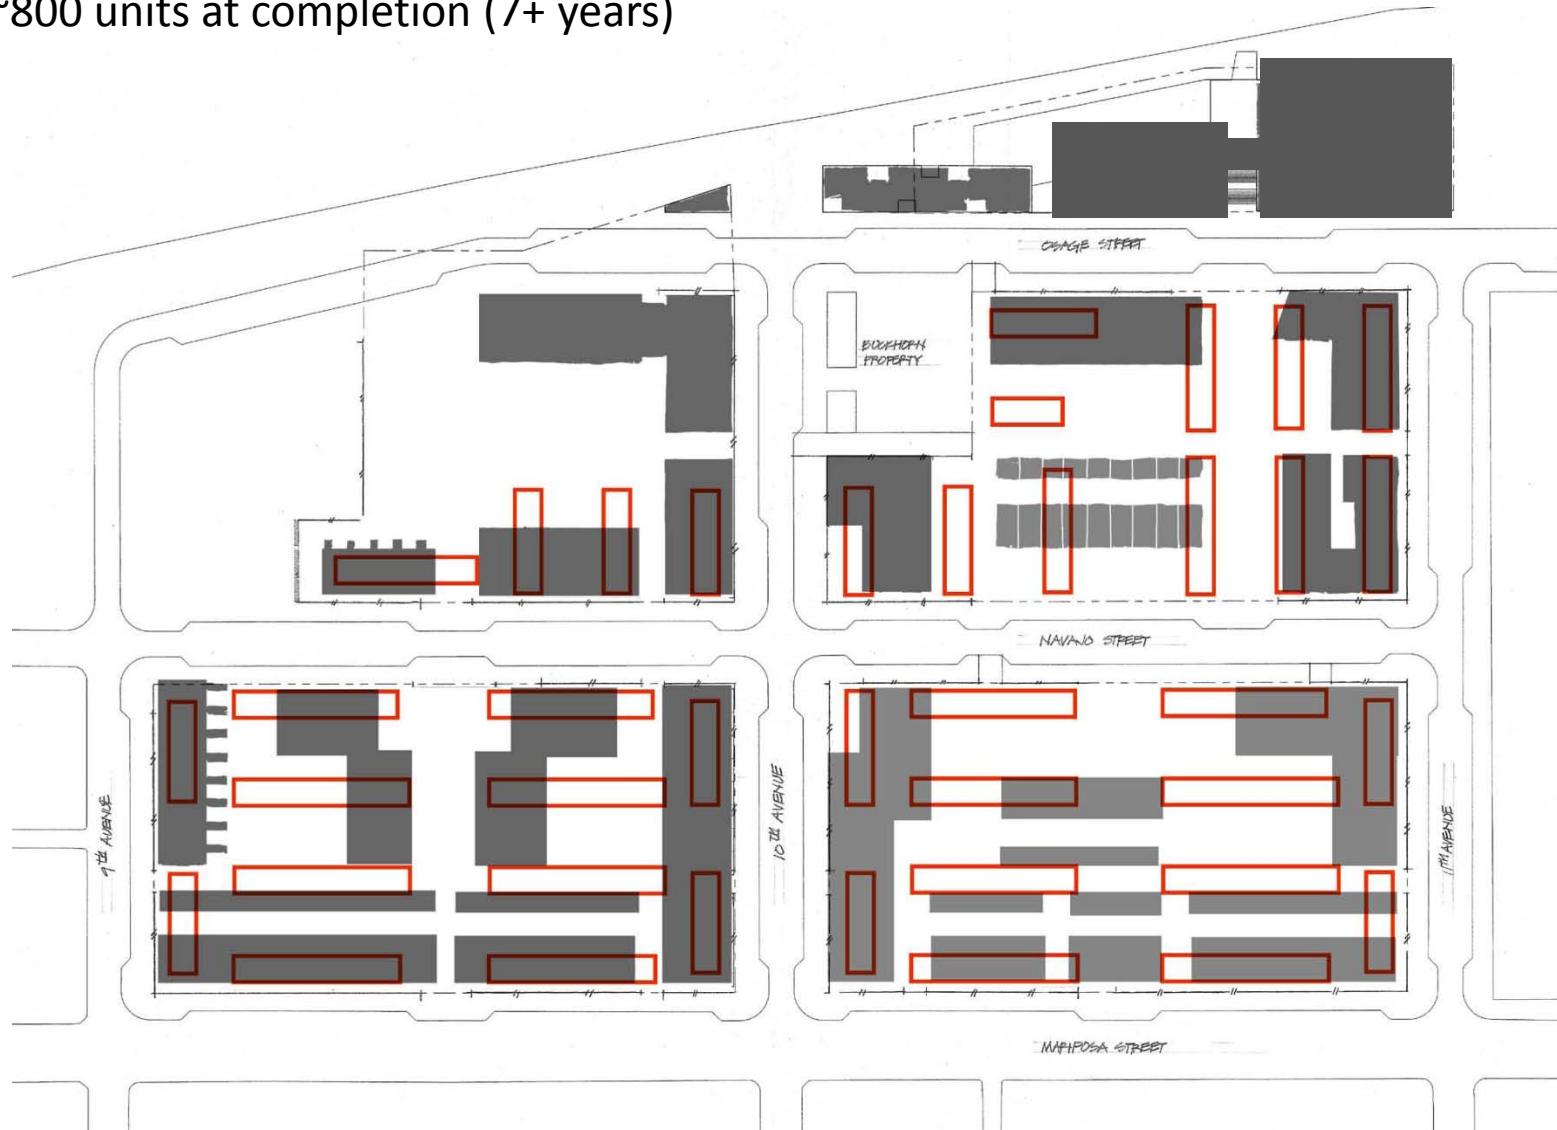 ~800 units at completion (7+ years)
OSAGE STREET
BUCKHORN
PROPERTY
NAVAJO STREET
9TH AVENUE
10TH AVENUE
11TH AVENUE
MARIPOSA STREET